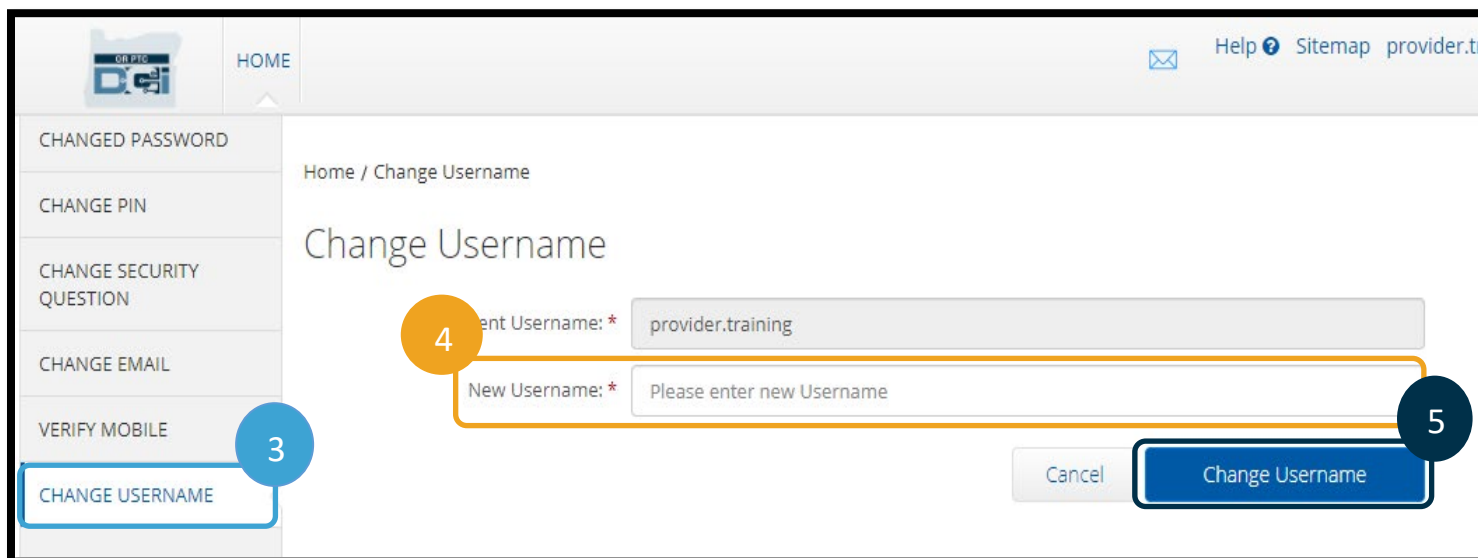 OR PTC
DCi
HOME
Help ? Sitemap provider.t
CHANGED PASSWORD
CHANGE PIN
CHANGE SECURITY
QUESTION
CHANGE EMAIL
VERIFY MOBILE
3
CHANGE USERNAME
Home / Change Username
Change Username
4
ent Username: * provider.training
New Username: * Please enter new Username
5
Cancel
Change Username